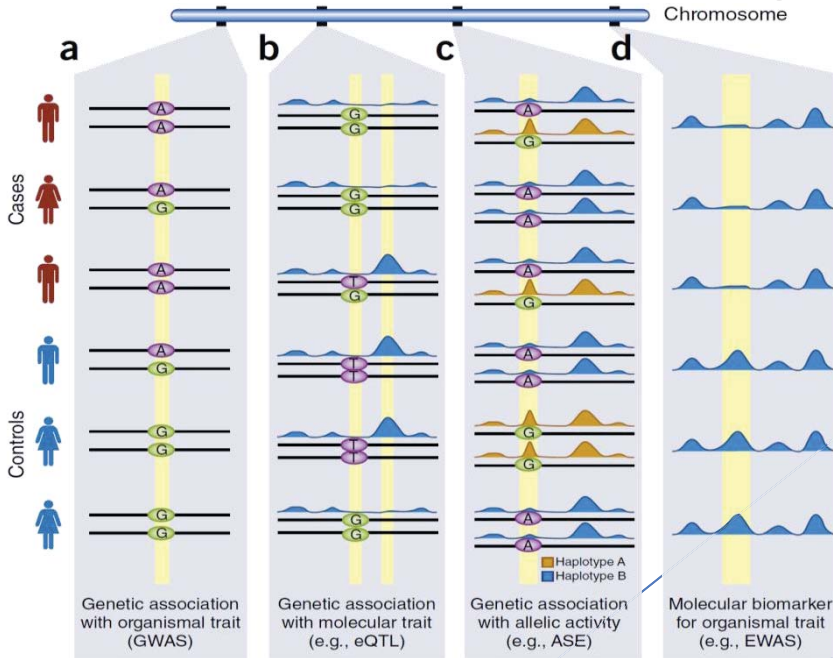 Chromosome
a
b
c
d
Cases
Controls
A
A
A
G
A
A
A
G
G
G
G
G
G
G
G
G
T
G
T
T
T
T
G
G
A
G
A
A
A
G
A
A
G
G
A
A
Haplotype A
Haplotype B
Genetic association
with organismal trait
(GWAS)
Genetic association
with molecular trait
(e.g., eQTL)
Genetic association
with allelic activity
(e.g., ASE)
Molecular biomarker
for organismal trait
(e.g., EWAS)